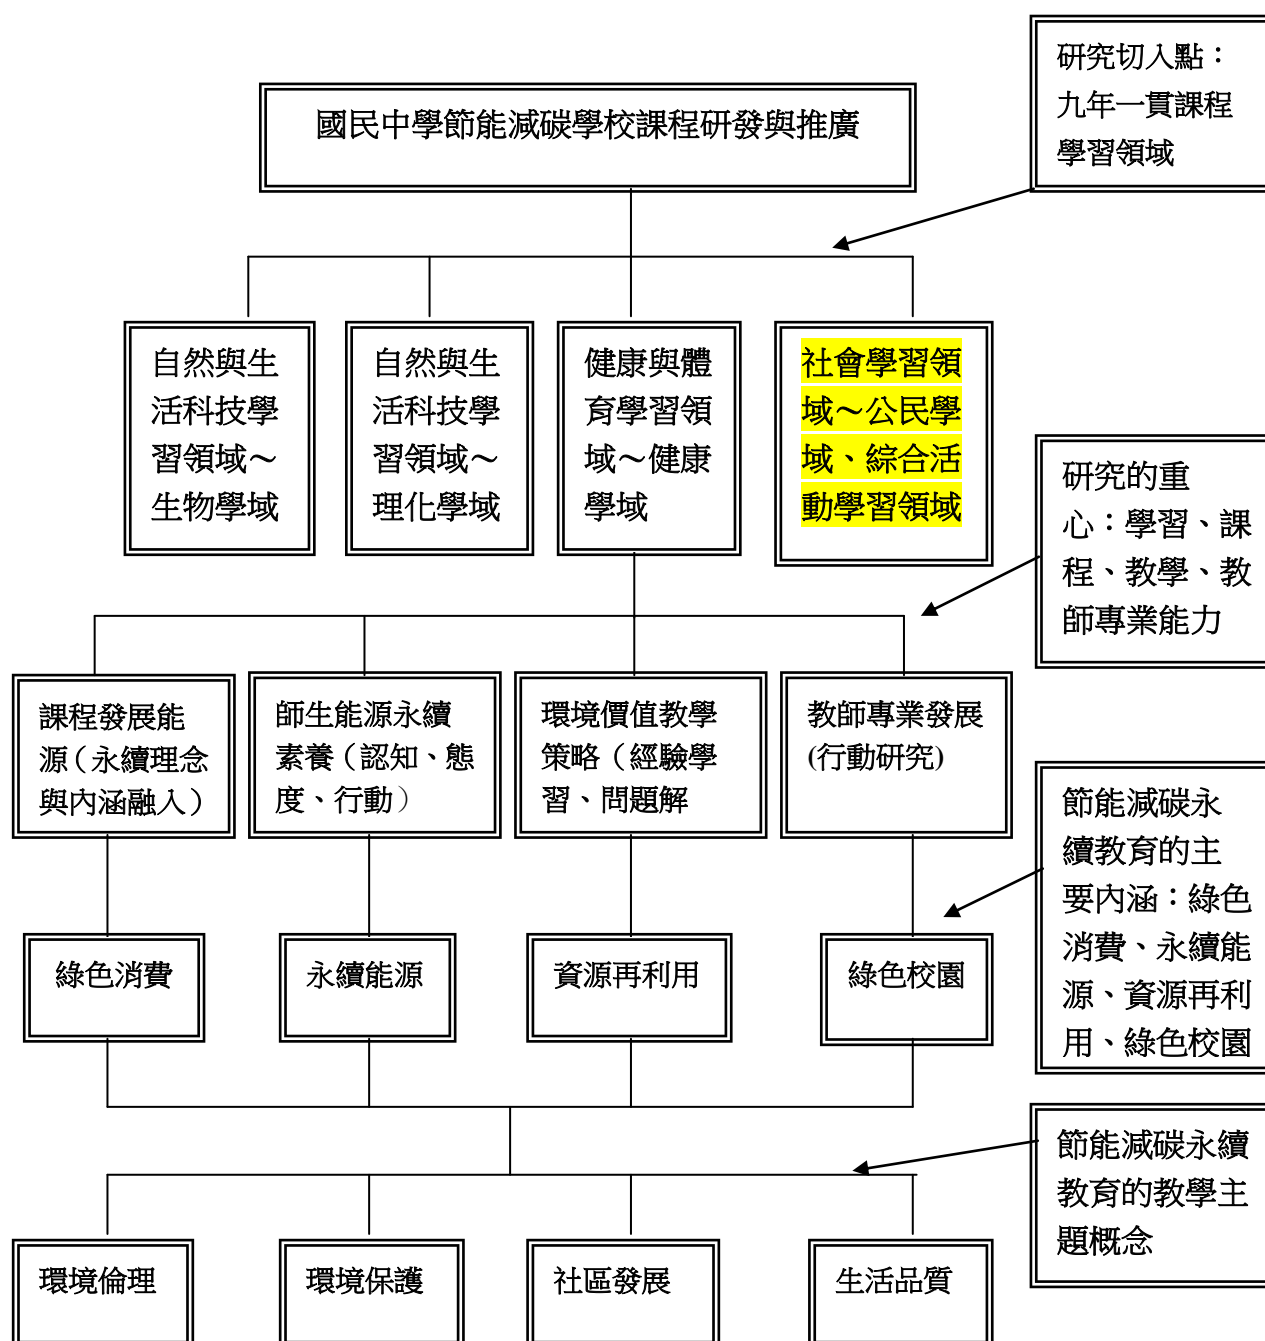 研究切入點：
九年一貫課程
學習領域
國民中學節能減碳學校課程研發與推廣
自然與生
活科技學
習領域～
生物學域
自然與生
活科技學
習領域～
理化學域
健康與體
育學習領
域～健康
學域
社會學習領
域～公民學
域、綜合活
動學習領域
研究的重
心：學習、課
程、教學、教
師專業能力
課程發展能
源（永續理念
與內涵融入）
師生能源永續
素養（認知、態
度、行動）
環境價值教學
策略（經驗學
習、問題解
教師專業發展
(行動研究)
節能減碳永
續教育的主
要內涵：綠色
消費、永續能
源、資源再利
用、綠色校園
綠色消費
永續能源
資源再利用
綠色校園
節能減碳永續
教育的教學主
題概念
環境倫理
環境保護
社區發展
生活品質